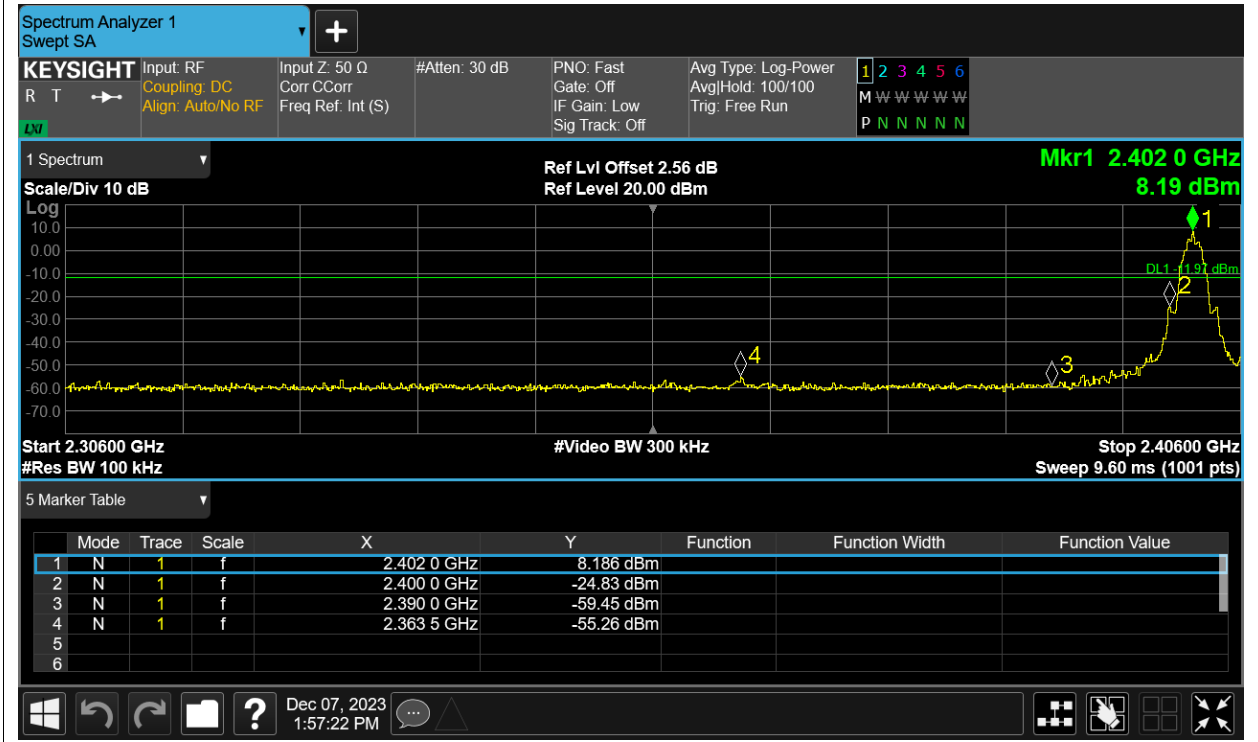 Spectrum Analyzer 1
Swept SA
+
KEYSIGHT Input: RF Input Z: 50 Ω #Atten: 30 dB PNO: Fast Avg Type: Log-Power 1 2 3 4 5 6
R T Coupling: DC Corr CCorr Gate: Off Avg|Hold: 100/100 M W W W W W
Align: Auto/No RF Freq Ref: Int (S) IF Gain: Low Trig: Free Run
LXI Sig Track: Off P N N N N N N
1 Spectrum Ref Lvl Offset 2.56 dB Mkr1 2.402 0 GHz
Scale/Div 10 dB Ref Level 20.00 dBm 8.19 dBm
Log
1
10.0
0.00
-10.0 DL1 -11.97 dBm
-20.0 2
-30.0
-40.0
-50.0 4 3
-60.0
-70.0
Start 2.30600 GHz #Video BW 300 kHz Stop 2.40600 GHz
#Res BW 100 kHz Sweep 9.60 ms (1001 pts)
5 Marker Table
Mode Trace Scale X Y Function Function Width Function Value
1 N 1 f 2.402 0 GHz 8.186 dBm
2 N 1 f 2.400 0 GHz -24.83 dBm
3 N 1 f 2.390 0 GHz -59.45 dBm
4 N 1 f 2.363 5 GHz -55.26 dBm
5
6
? Dec 07, 2023
1:57:22 PM